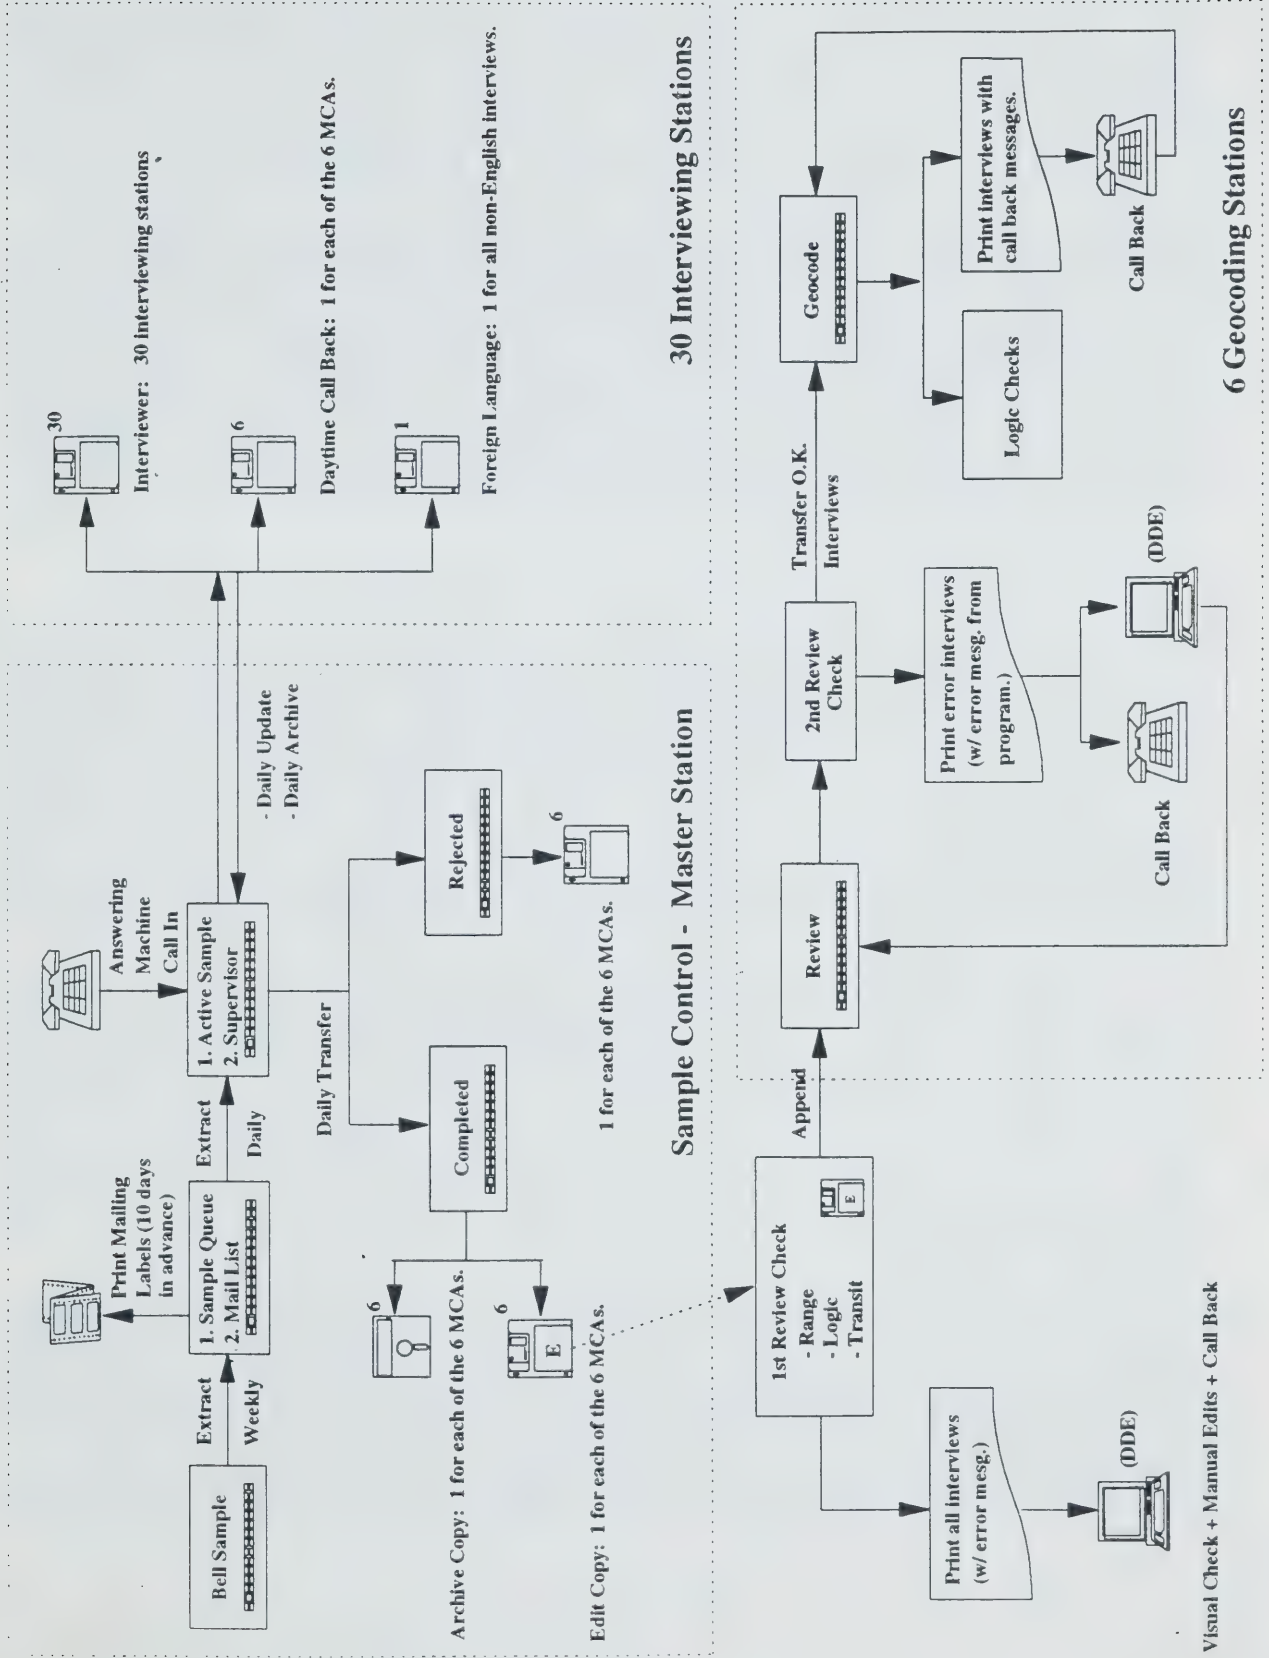 Bell Sample
Extract
Weekly
Print Mailing
Labels (10 days
in advance)
1. Sample Queue
2. Mail List
Extract
Daily
Answering
Machine
Call In
1. Active Sample
2. Supervisor
- Daily Update
- Daily Archive
Daily Transfer
Completed
Rejected
6
1 for each of the 6 MCAs.
6
Archive Copy: 1 for each of the 6 MCAs.
6
E
Edit Copy: 1 for each of the 6 MCAs.
Sample Control - Master Station
30
Interviewer: 30 interviewing stations
6
Daytime Call Back: 1 for each of the 6 MCAs.
1
Foreign Language: 1 for all non-English interviews.
30 Interviewing Stations
1st Review Check
- Range
- Logic
- Transit
E
Print all interviews
(w/ error mesg.)
(DDE)
Visual Check + Manual Edits + Call Back
Append
Review
2nd Review
Check
Print error interviews
(w/ error mesg. from
program.)
Call Back
(DDE)
Transfer O.K.
Interviews
Geocode
Logic Checks
Print interviews with
call back messages.
Call Back
6 Geocoding Stations